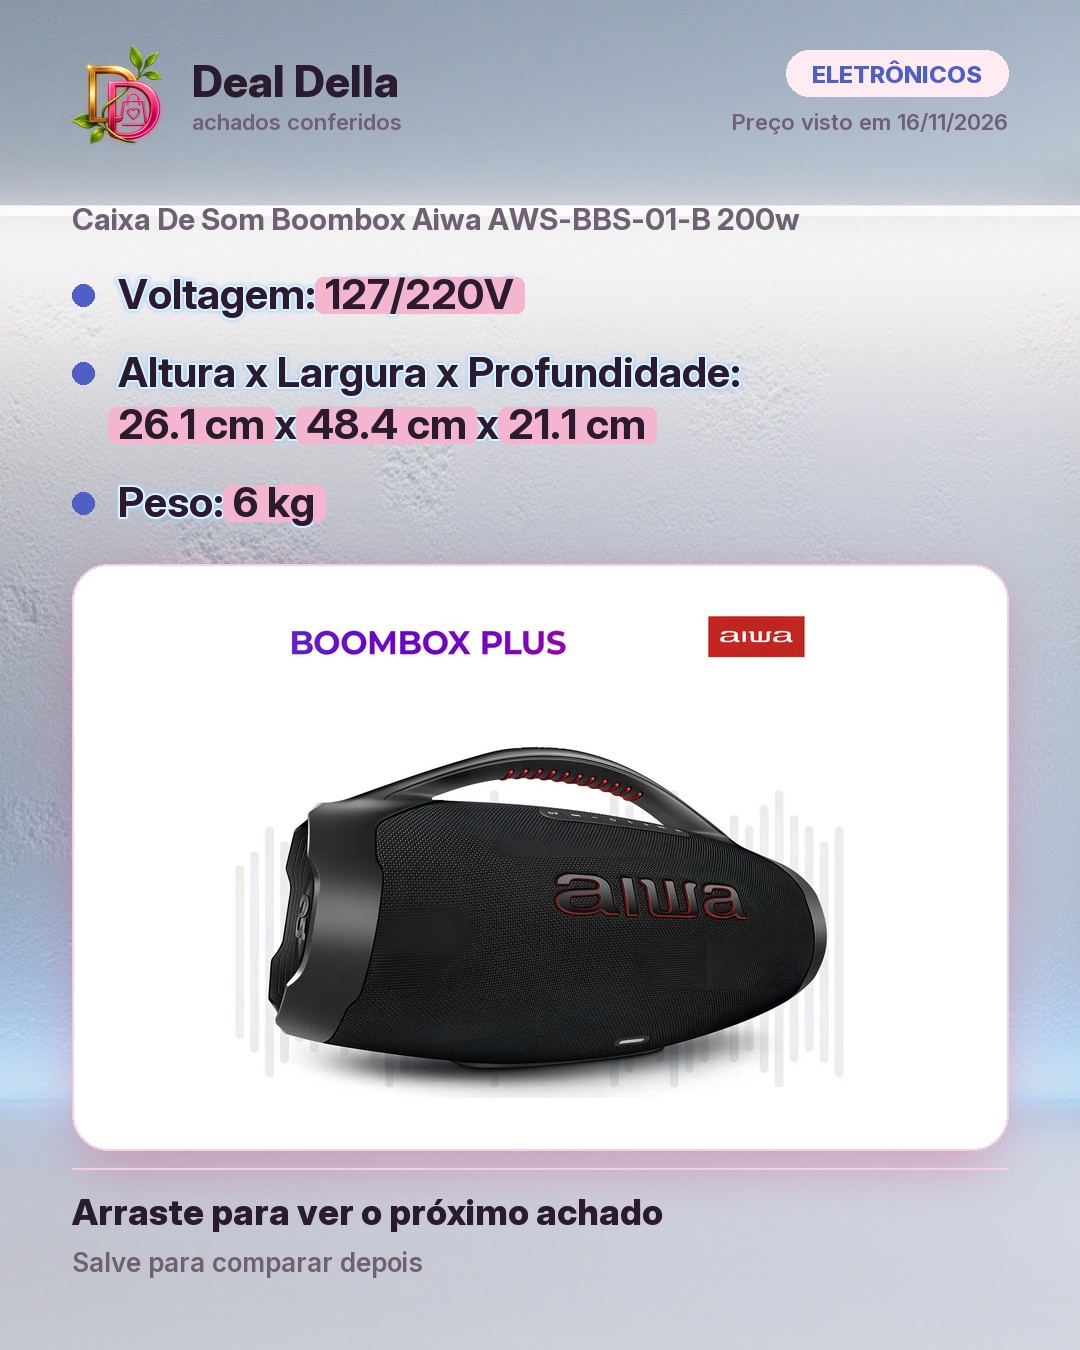 Deal Della
achados conferidos
ELETRÔNICOS
Preço visto em 16/11/2026
Caixa De Som Boombox Aiwa AWS-BBS-01-B 200w
Voltagem: 127/220V
Altura x Largura x Profundidade:
26.1 cm x 48.4 cm x 21.1 cm
Peso: 6 kg
BOOMBOX PLUS
aiwa
aiwa
Arraste para ver o próximo achado
Salve para comparar depois